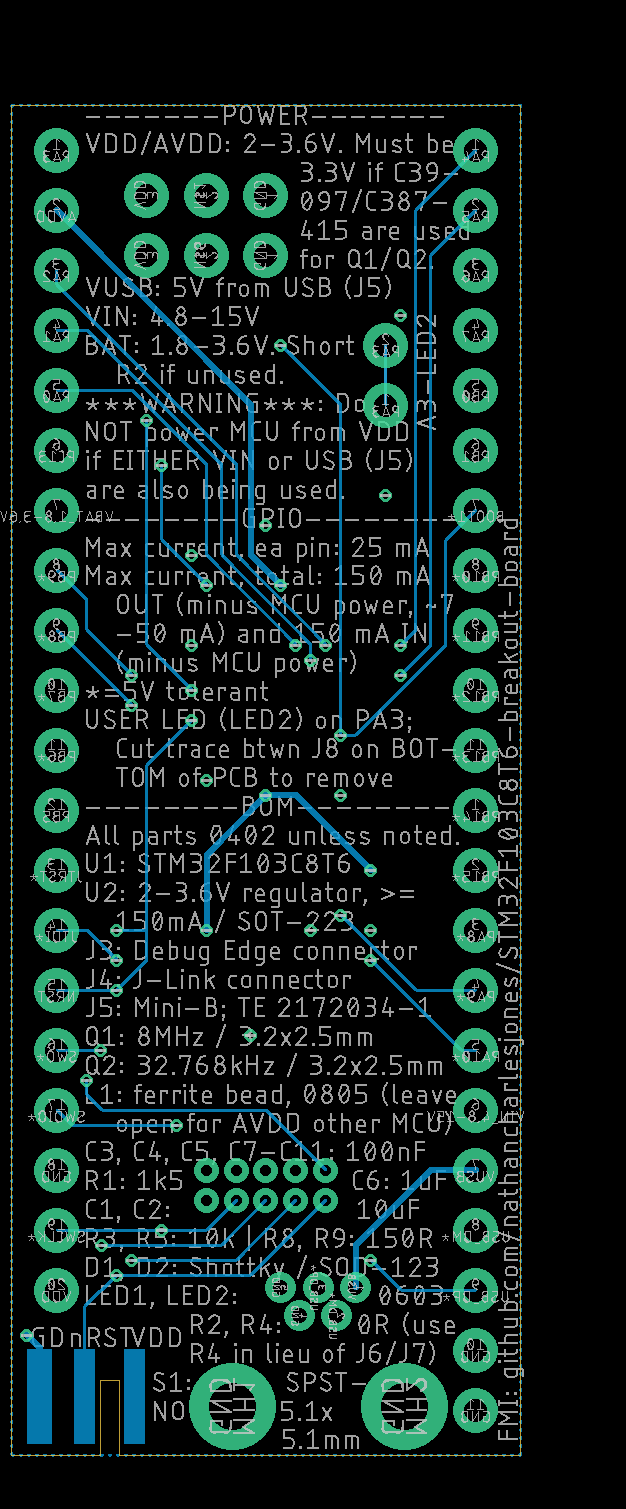 -------POWER-------
VDD/AVDD: 2-3.6V. Must be
3.3V if C39-
097/C387-
415 are used
for Q1/Q2.
VUSB: 5V from USB (J5)
VIN: 4.8-15V
BAT: 1.8-3.6V. Short
R2 if unused.
A3-LED2
***WARNING***: Do
NOT power MCU from VDD
if EITHER VIN or USB (J5)
are also being used.
--------GPIO--------
Max current, ea pin: 25 mA
Max current, total: 150 mA
OUT (minus MCU power, ~7
-50 mA) and 150 mA IN
(minus MCU power)
*=5V tolerant
USER LED (LED2) on PA3;
Cut trace btwn J8 on BOT-
TOM of PCB to remove
--------BOM--------
All parts 0402 unless noted.
U1: STM32F103C8T6
U2: 2-3.6V regulator, >=
150mA / SOT-223
J3: Debug Edge connector
J4: J-Link connector
J5: Mini-B; TE 2172034-1
Q1: 8MHz / 3.2x2.5mm
Q2: 32.768kHz / 3.2x2.5mm
L1: ferrite bead, 0805 (leave
open for AVDD other MCU)
C3, C4, C5, C7-C11: 100nF
R1: 1k5 C6: 1uF
C1, C2: 10uF
R3, R5: 10k | R8, R9: 150R
D1, D2: Shottky / SOD-123
LED1, LED2: 0603
R2, R4: 0R (use
R4 in lieu of J6/J7)
GDnRSTVDD
S1: SPST-
NO 5.1x
5.1mm
FMI: github.com/nathancharlesjones/STM32F103C8T6-breakout-board